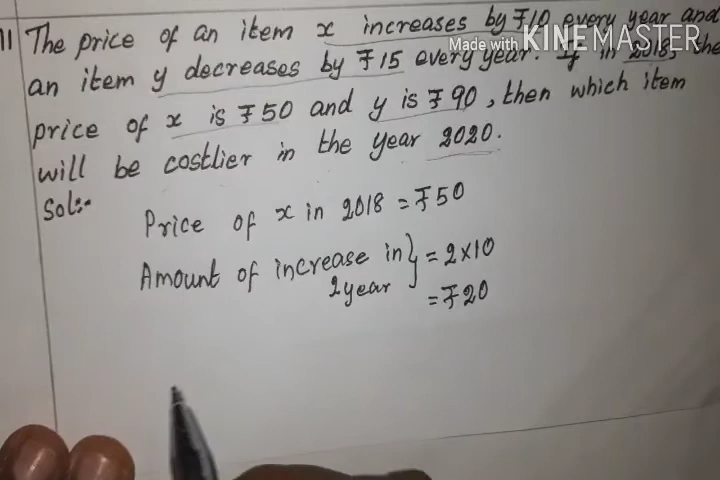 11 The price of an item x increases by ₹10 every year and
Made with KINEMASTER
an item y decreases by ₹15 every year. If in 2018, the
price of x is ₹50 and y is ₹90, then which item
will be costlier in the year 2020.
Sol:-
Price of x in 2018 = ₹50
Amount of increase in } = 2×10
2year
= ₹20